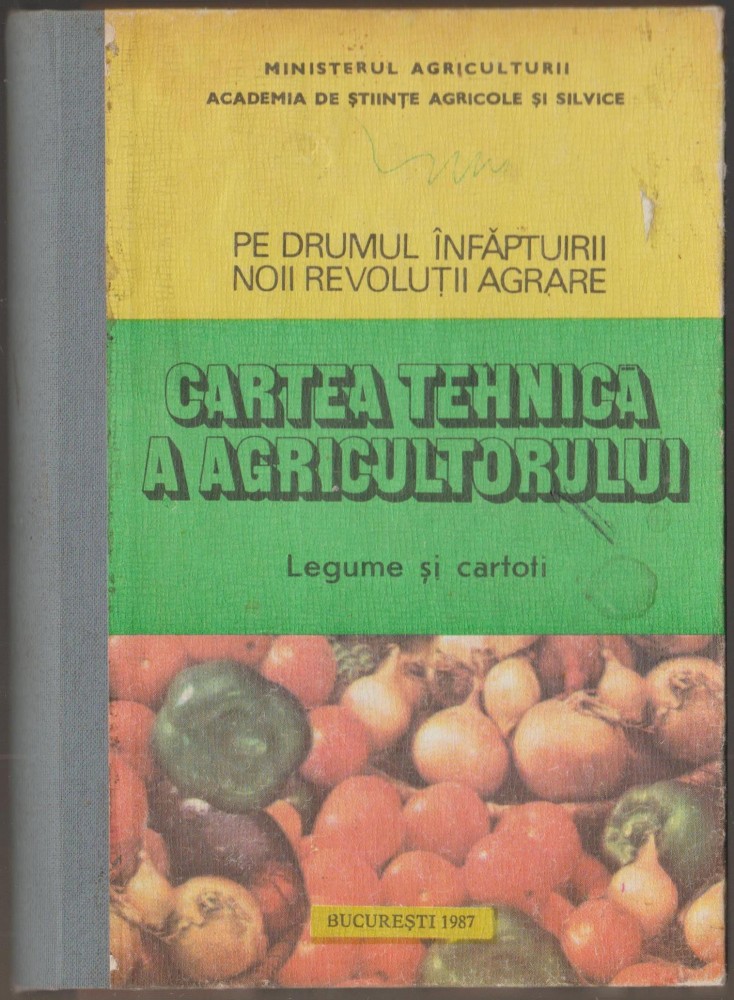 MINISTERUL AGRICULTURII
ACADEMIA DE ȘTIINȚE AGRICOLE ȘI SILVICE
PE DRUMUL ÎNFĂPTUIRII
NOII REVOLUȚII AGRARE
CARTEA TEHNICĂ
A AGRICULTORULUI
Legume și cartofi
BUCUREȘTI 1987